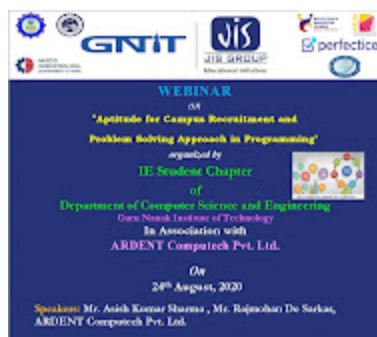 GNIT
JIS
JIS GROUP
Educational Initiatives
perfectice
WEBINAR
on
"Aptitude for Campus Recruitment and
Problem Solving Approach in Programming"
organized by
IE Student Chapter
of
Department of Computer Science and Engineering
Guru Nanak Institute of Technology
In Association with
ARDENT Computech Pvt. Ltd.
On
24th August, 2020
Speakers: Mr. Asish Kumar Sharma , Mr. Rajmohan De Sarkar,
ARDENT Computech Pvt. Ltd.